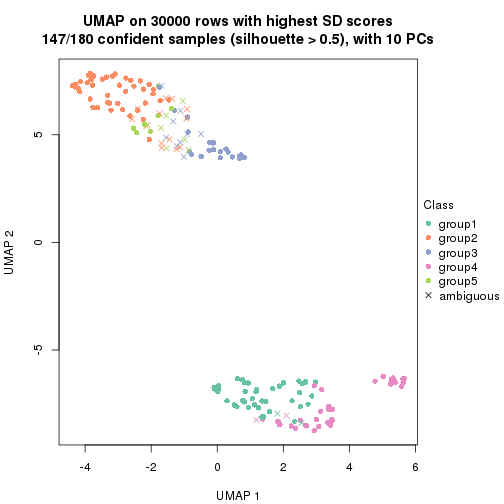 UMAP on 30000 rows with highest SD scores
147/180 confident samples (silhouette > 0.5), with 10 PCs
5
0
-5
UMAP 2
-4
-2
0
2
4
6
UMAP 1
Class
group1
group2
group3
group4
group5
ambiguous